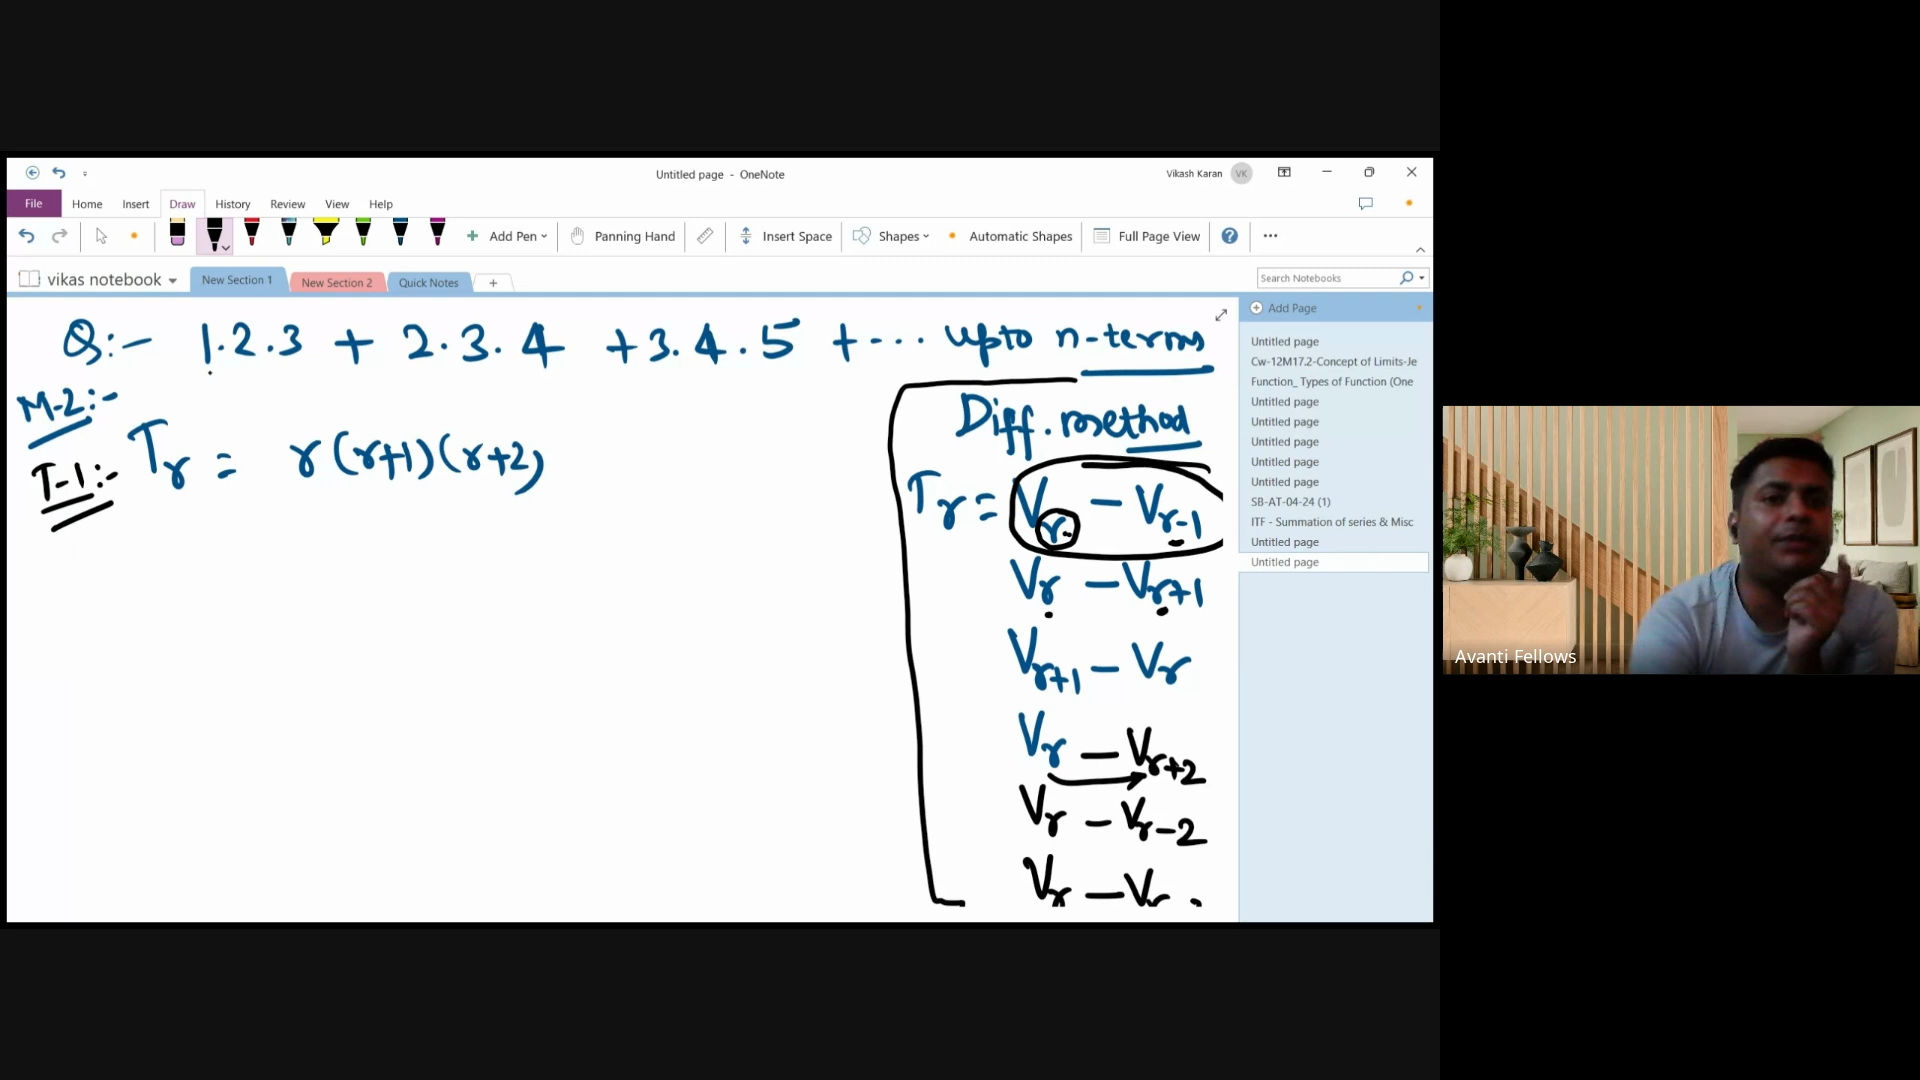 Untitled page - OneNote
Vikash Karan VK
File Home Insert Draw History Review View Help
Add Pen Panning Hand Insert Space Shapes Automatic Shapes Full Page View
vikas notebook New Section 1 New Section 2 Quick Notes +
Search Notebooks
Q:- 1.2.3 + 2.3.4 + 3.4.5 + ... upto n-terms
M-2:-
T-1:- Tr = r(r+1)(r+2)
Diff. method
Tr = Vr - Vr-1
Vr - Vr+1
Vr+1 - Vr
Vr - Vr+2
Vr - Vr-2
Vr - Vr
Add Page
Untitled page
Cw-12M17.2-Concept of Limits-Je
Function_ Types of Function (One
Untitled page
Untitled page
Untitled page
Untitled page
Untitled page
SB-AT-04-24 (1)
ITF - Summation of series & Misc
Untitled page
Untitled page
Avanti Fellows